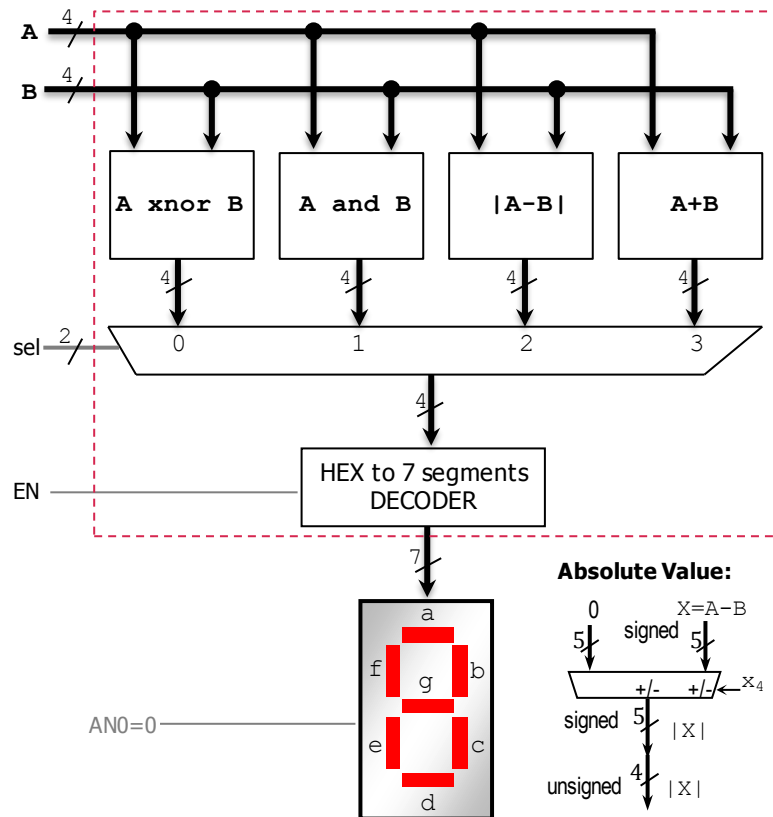 A 4
B 4
A xnor B A and B |A-B| A+B
4 4 4 4
sel 2 0 1 2 3
4
EN HEX to 7 segments
DECODER
7
Absolute Value:
a
0 X=A-B
5 signed 5
f b
g
+/- +/- x4
AN0=0
signed 5 |X|
e c
unsigned 4 |X|
d